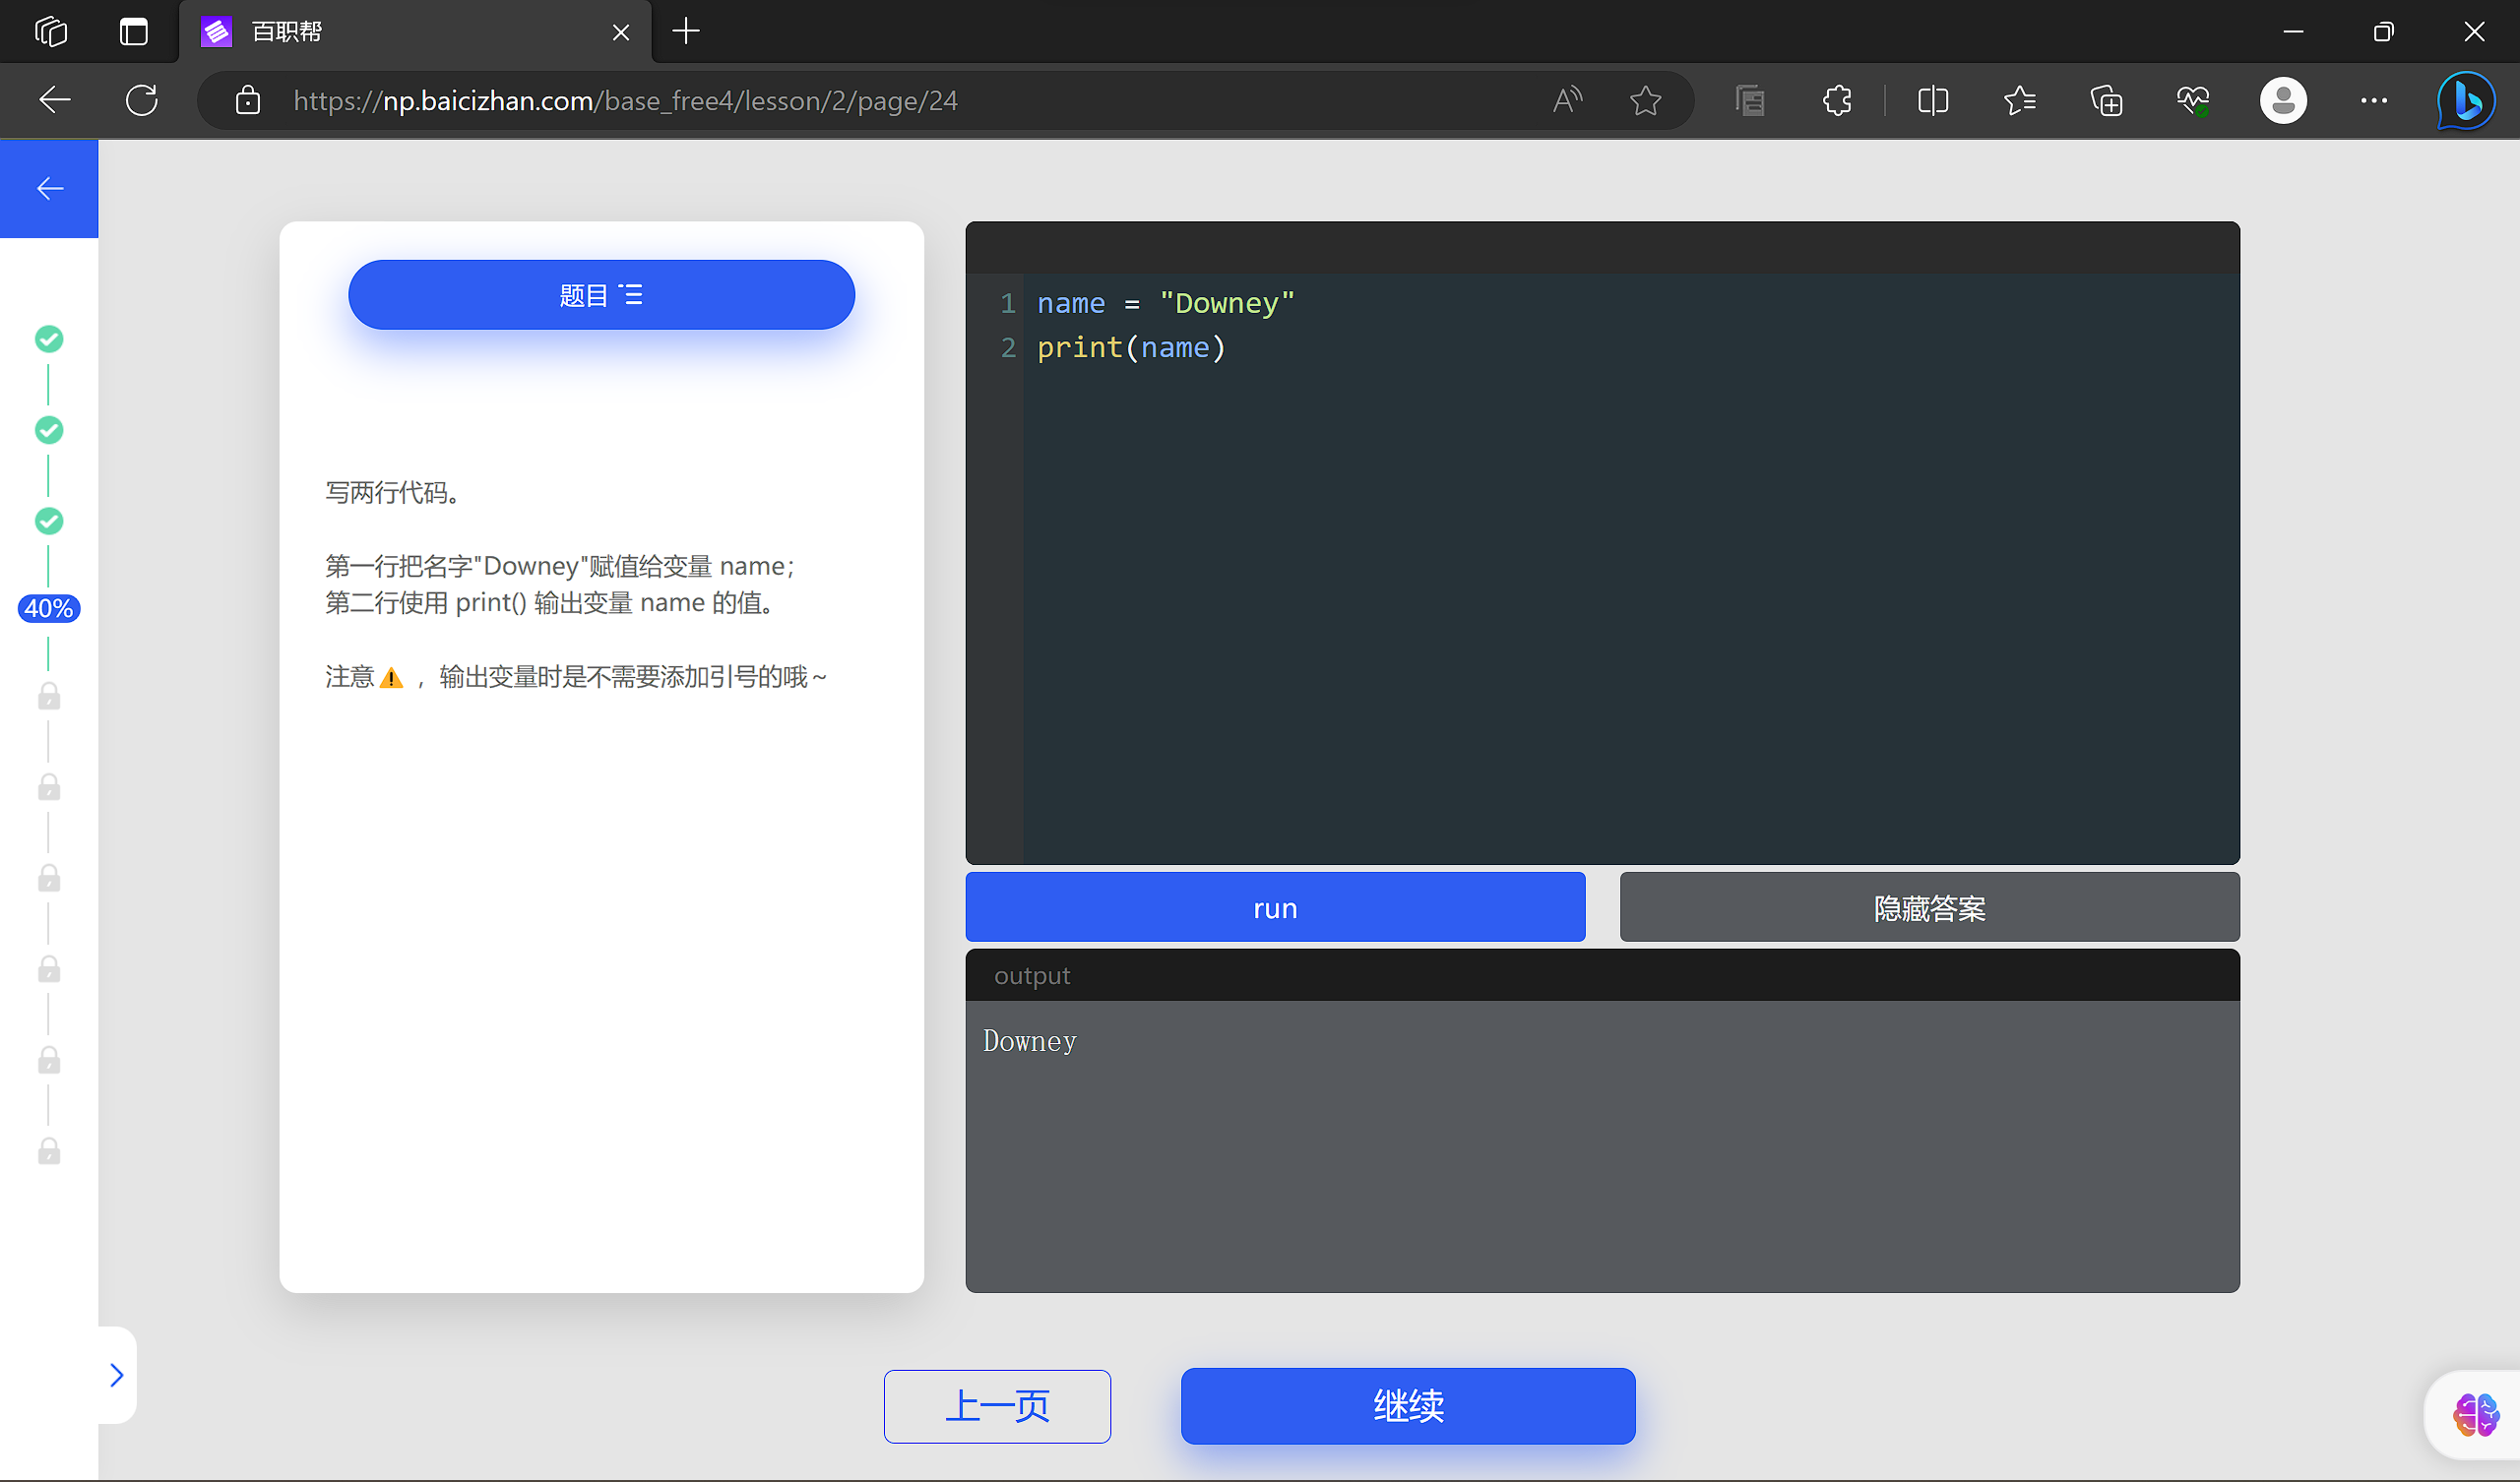 百职帮
https://np.baicizhan.com/base_free4/lesson/2/page/24
题目
写两行代码。
第一行把名字"Downey"赋值给变量 name；
第二行使用 print() 输出变量 name 的值。
注意⚠️ ，输出变量时是不需要添加引号的哦~
40%
1 name = "Downey"
2 print(name)
run
隐藏答案
output
Downey
上一页
继续